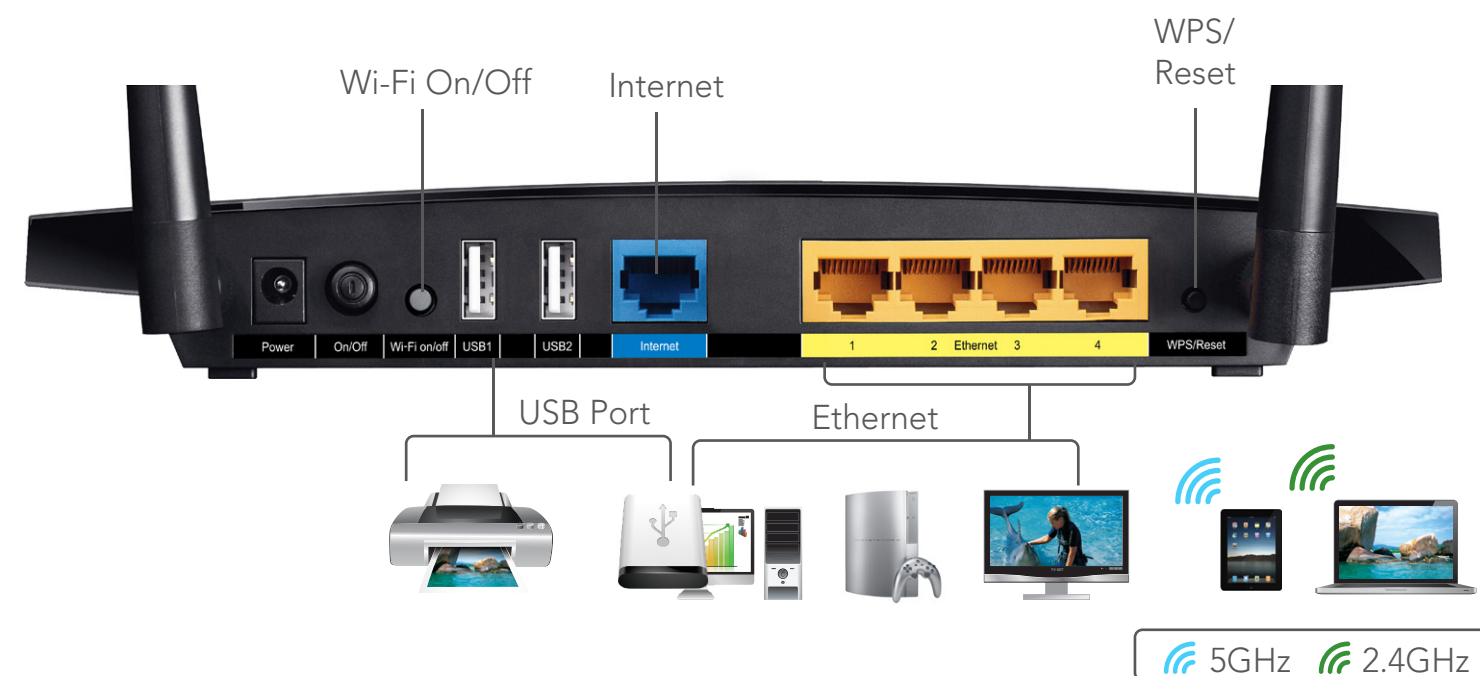 WPS/
Reset
Wi-Fi On/Off
Internet
Power
On/Off
Wi-Fi on/off
USB1
USB2
Internet
1
2
Ethernet
3
4
WPS/Reset
USB Port
Ethernet
5GHz
2.4GHz